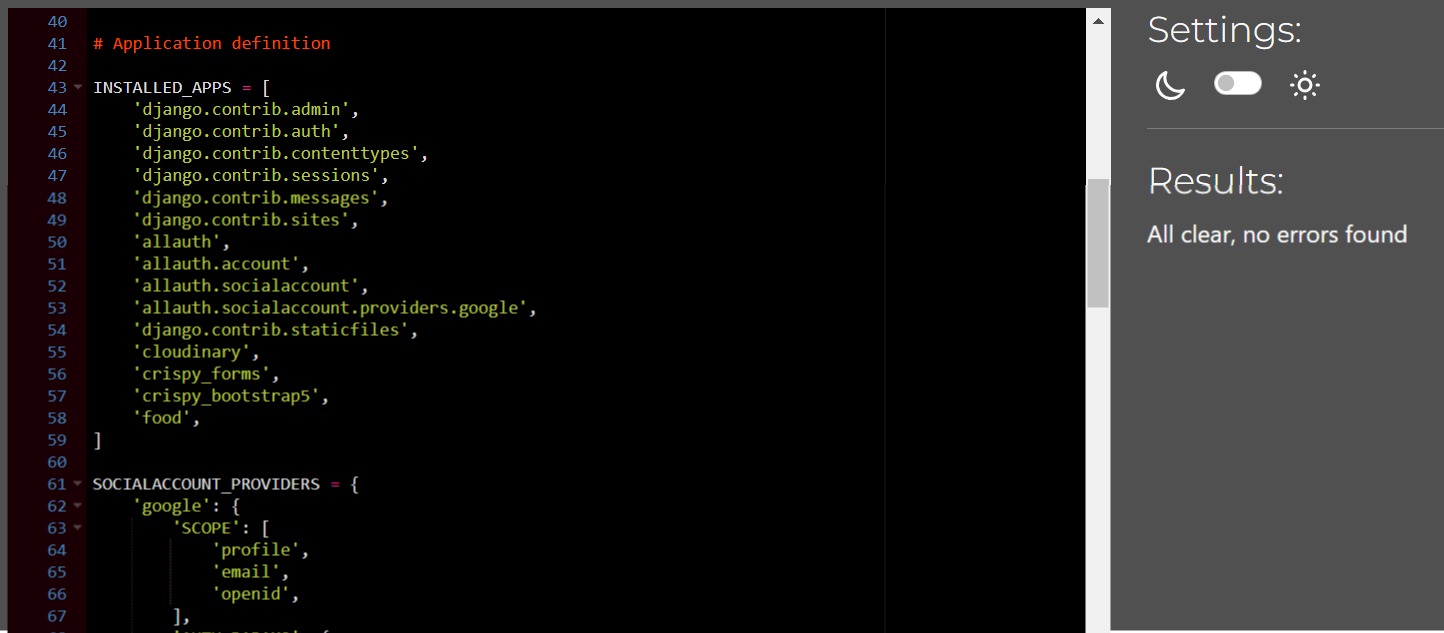 40
41 # Application definition
42
43 INSTALLED_APPS = [
44     'django.contrib.admin',
45     'django.contrib.auth',
46     'django.contrib.contenttypes',
47     'django.contrib.sessions',
48     'django.contrib.messages',
49     'django.contrib.sites',
50     'allauth',
51     'allauth.account',
52     'allauth.socialaccount',
53     'allauth.socialaccount.providers.google',
54     'django.contrib.staticfiles',
55     'cloudinary',
56     'crispy_forms',
57     'crispy_bootstrap5',
58     'food',
59 ]
60
61 SOCIALACCOUNT_PROVIDERS = {
62     'google': {
63         'SCOPE': [
64             'profile',
65             'email',
66             'openid',
67         ],
Settings:
Results:
All clear, no errors found